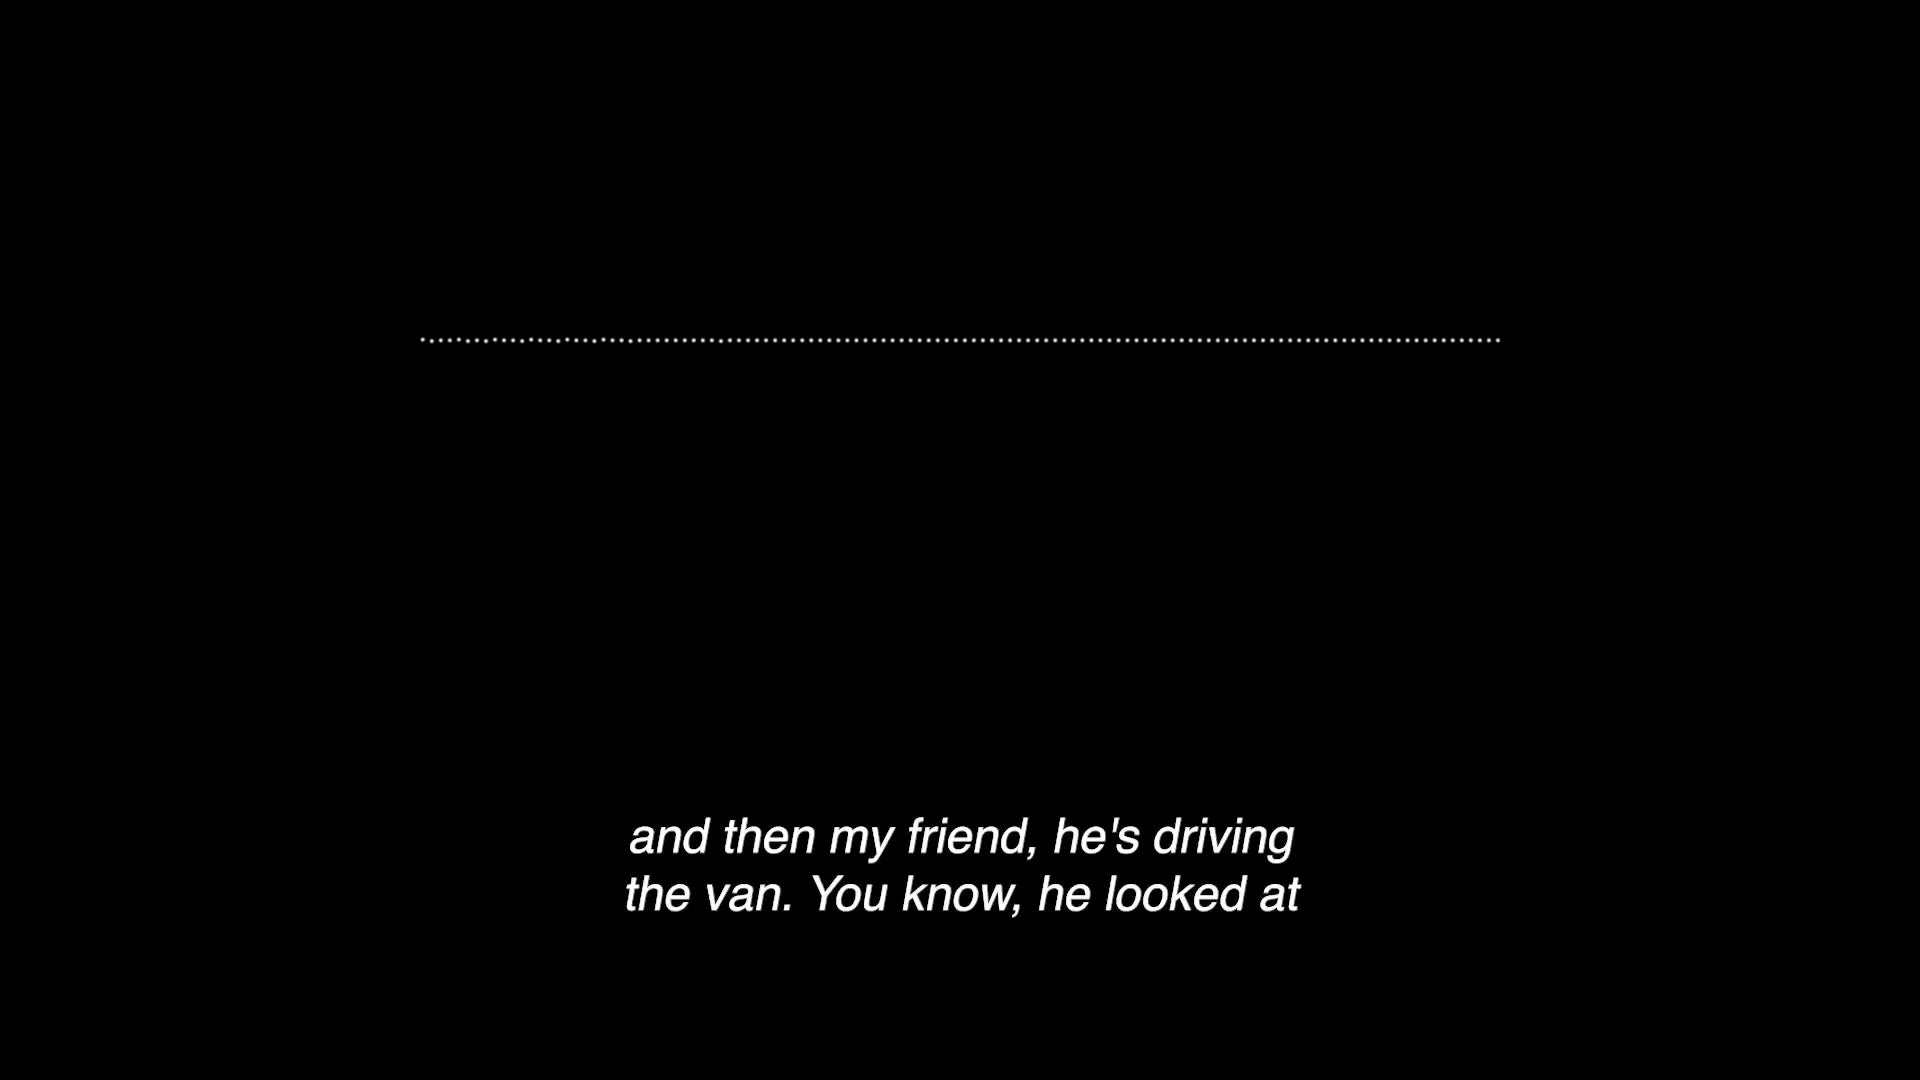 and then my friend, he's driving
the van. You know, he looked at